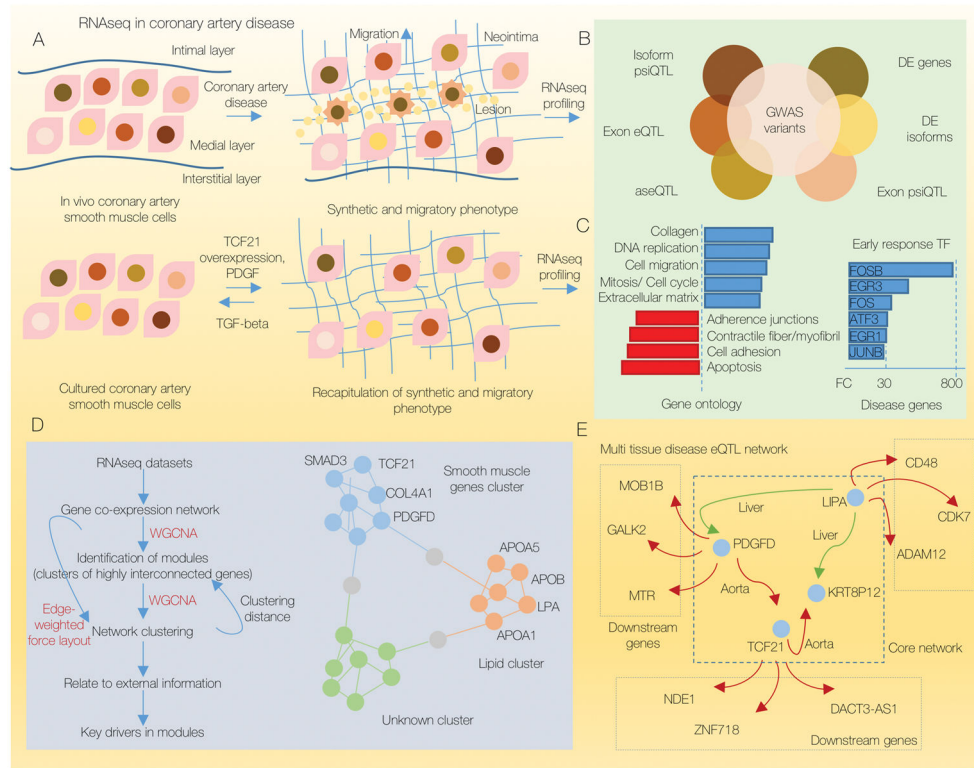 A
RNAseq in coronary artery disease
Intimal layer
Coronary artery
disease
Medial layer
Interstitial layer
In vivo coronary artery
smooth muscle cells
Migration
Neointima
Lesion
RNAseq
profiling
Synthetic and migratory phenotype
TCF21
overexpression,
PDGF
TGF-beta
RNAseq
profiling
Cultured coronary artery
smooth muscle cells
Recapitulation of synthetic and migratory
phenotype
B
Isoform
psiQTL
Exon eQTL
aseQTL
GWAS
variants
DE genes
DE
isoforms
Exon psiQTL
C
Collagen
DNA replication
Cell migration
Mitosis/ Cell cycle
Extracellular matrix
Adherence junctions
Contractile fiber/myofibril
Cell adhesion
Apoptosis
Gene ontology
Early response TF
FOSB
EGR3
FOS
ATF3
EGR1
JUNB
FC
30
800
Disease genes
D
RNAseq datasets
Gene co-expression network
WGCNA
Identification of modules
(clusters of highly interconnected genes)
WGCNA
Clustering
distance
Edge-
weighted
force layout
Network clustering
Relate to external information
Key drivers in modules
SMAD3
TCF21
COL4A1
PDGFD
Smooth muscle
genes cluster
APOA5
APOB
LPA
APOA1
Lipid cluster
Unknown cluster
E
Multi tissue disease eQTL network
MOB1B
GALK2
MTR
Downstream
genes
Liver
PDGFD
Aorta
TCF21
Aorta
LIPA
Liver
KRT8P12
Core network
CD48
CDK7
ADAM12
NDE1
ZNF718
DACT3-AS1
Downstream genes